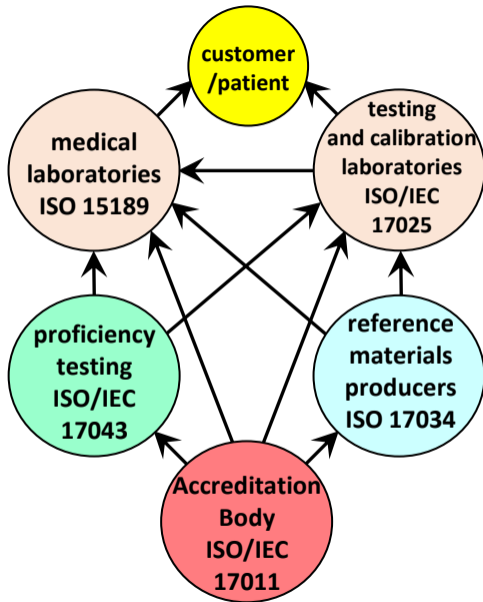 customer
/patient
medical
laboratories
ISO 15189
testing
and calibration
laboratories
ISO/IEC
17025
proficiency
testing
ISO/IEC
17043
reference
materials
producers
ISO 17034
Accreditation
Body
ISO/IEC
17011